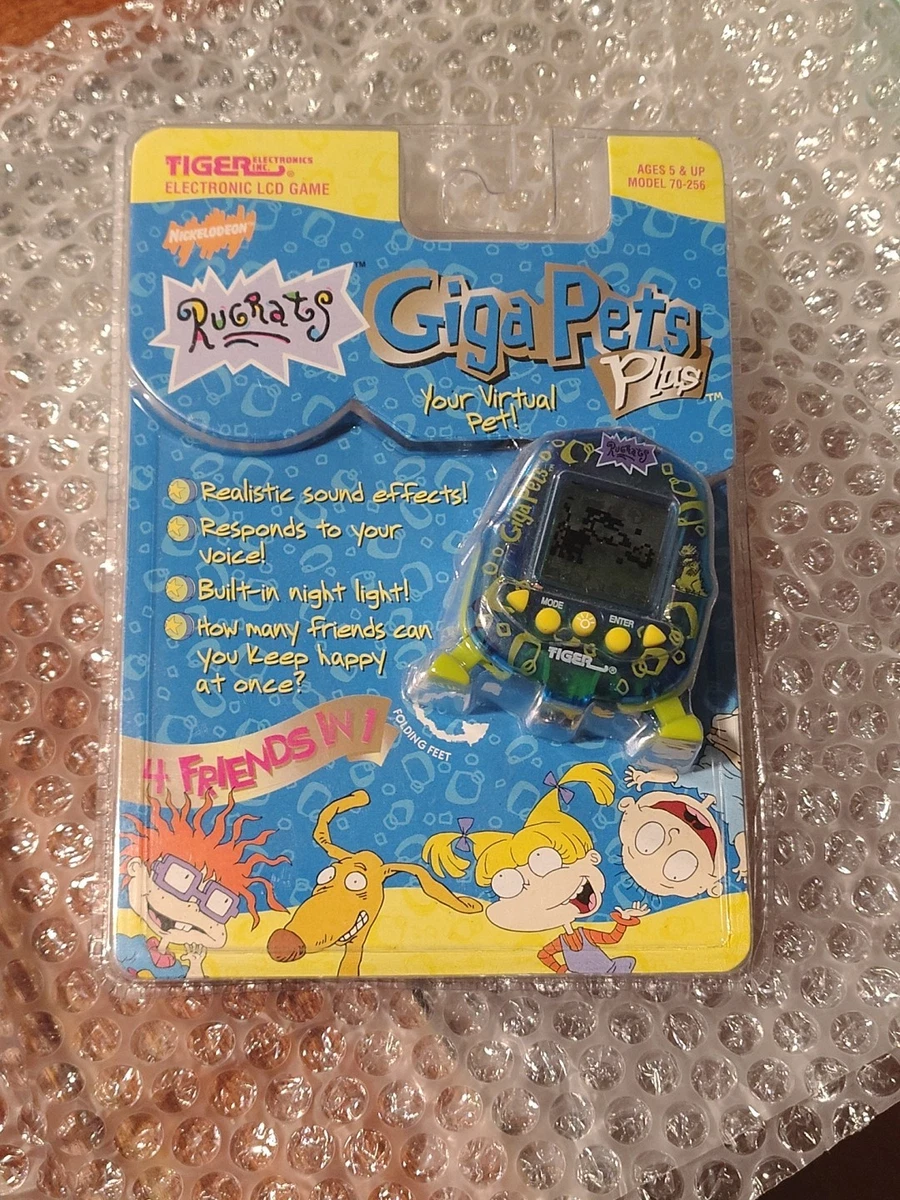 TIGER ELECTRONICS INC.®
ELECTRONIC LCD GAME
AGES 5 & UP
MODEL 70-256
NICKELODEON
RUGRATS™
Giga Pets
Plus™
Your Virtual
Pet!
Realistic sound effects!
Responds to your
voice!
Built-in night light!
How many friends can
you keep happy
at once?
4 FRIENDS IN 1
RUGRATS
Giga Pets
MODE
ENTER
TIGER®
FOLDING FEET